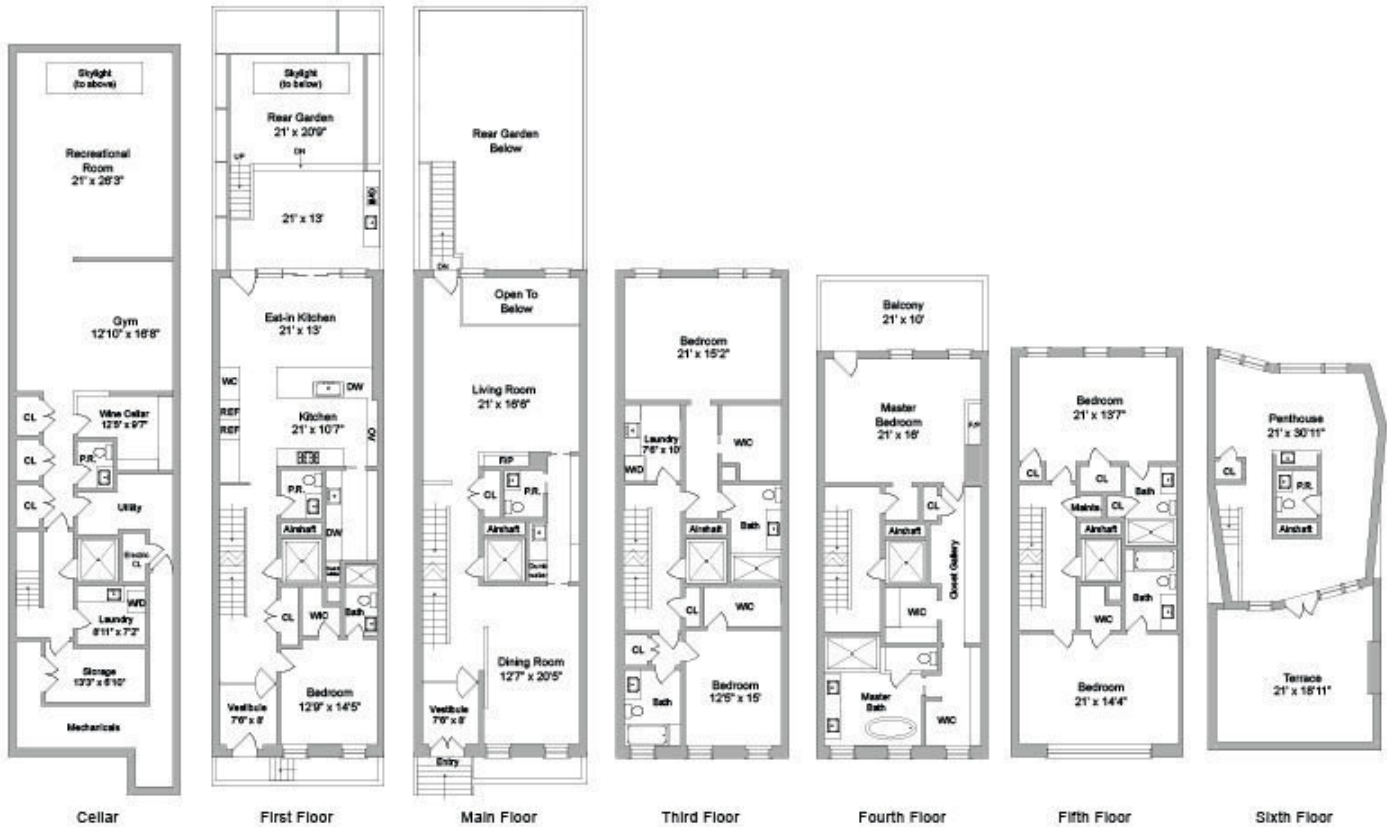 Skylight
(to above)
Recreational
Room
21' x 26'3"
Gym
12'10" x 16'8"
CL
Wine Cellar
12'5" x 9'7"
CL
P.R.
CL
Utility
Electric
CL
W/D
Laundry
8'11" x 7'2"
Storage
13'3" x 6'10"
Mechanicals
Cellar
Skylight
(to below)
Rear Garden
21' x 20'9"
UP
DN
21' x 13'
Eat-in Kitchen
21' x 13'
WC
DW
REF
Kitchen
21' x 10'7"
REF
P.R.
Airshaft
DW
CL
WIC
Bath
Bedroom
12'9" x 14'5"
Vestibule
7'6" x 8'
First Floor
Rear Garden
Below
DN
Open To
Below
Living Room
21' x 16'6"
F/P
CL
P.R.
Airshaft
Dumb
waiter
Dining Room
12'7" x 20'5"
Vestibule
7'6" x 8'
Entry
Main Floor
Bedroom
21' x 15'2"
Laundry
7'6" x 10'
WIC
W/D
Airshaft
Bath
CL
WIC
CL
Bedroom
12'5" x 15'
Bath
Third Floor
Balcony
21' x 10'
Master
Bedroom
21' x 16'
F/P
CL
Airshaft
Closet Gallery
WIC
Master
Bath
WIC
Fourth Floor
Bedroom
21' x 13'7"
CL
CL
Bath
Mainte.
CL
Airshaft
Bath
WIC
Bedroom
21' x 14'4"
Fifth Floor
Penthouse
21' x 30'11"
CL
P.R.
Airshaft
Terrace
21' x 18'11"
Sixth Floor